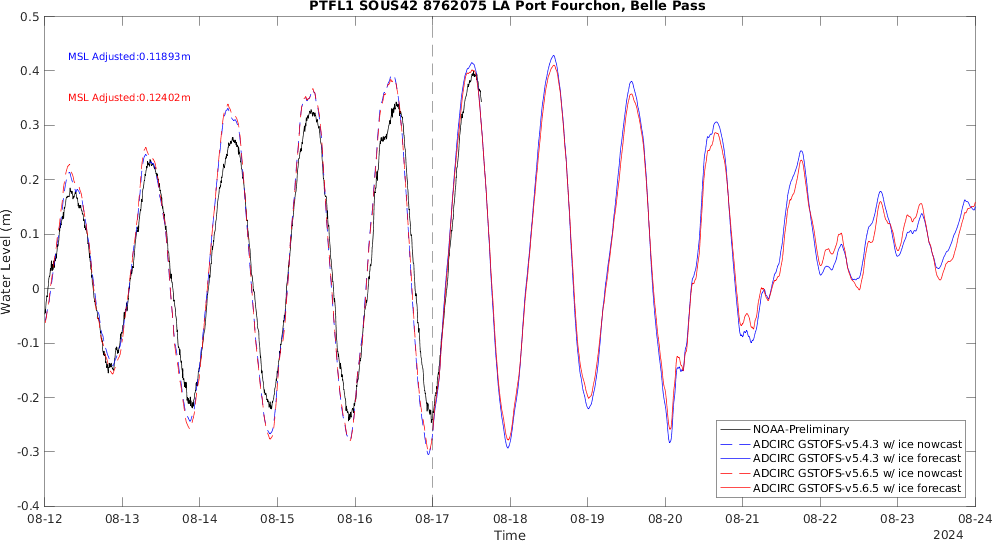 PTFL1 SOUS42 8762075 LA Port Fourchon, Belle Pass
0.5
0.4
0.3
0.2
0.1
0
-0.1
-0.2
-0.3
-0.4
Water Level (m)
MSL Adjusted:0.11893m
MSL Adjusted:0.12402m
NOAA-Preliminary
ADCIRC GSTOFS-v5.4.3 w/ ice nowcast
ADCIRC GSTOFS-v5.4.3 w/ ice forecast
ADCIRC GSTOFS-v5.6.5 w/ ice nowcast
ADCIRC GSTOFS-v5.6.5 w/ ice forecast
08-12 08-13 08-14 08-15 08-16 08-17 08-18 08-19 08-20 08-21 08-22 08-23 08-24
Time
2024